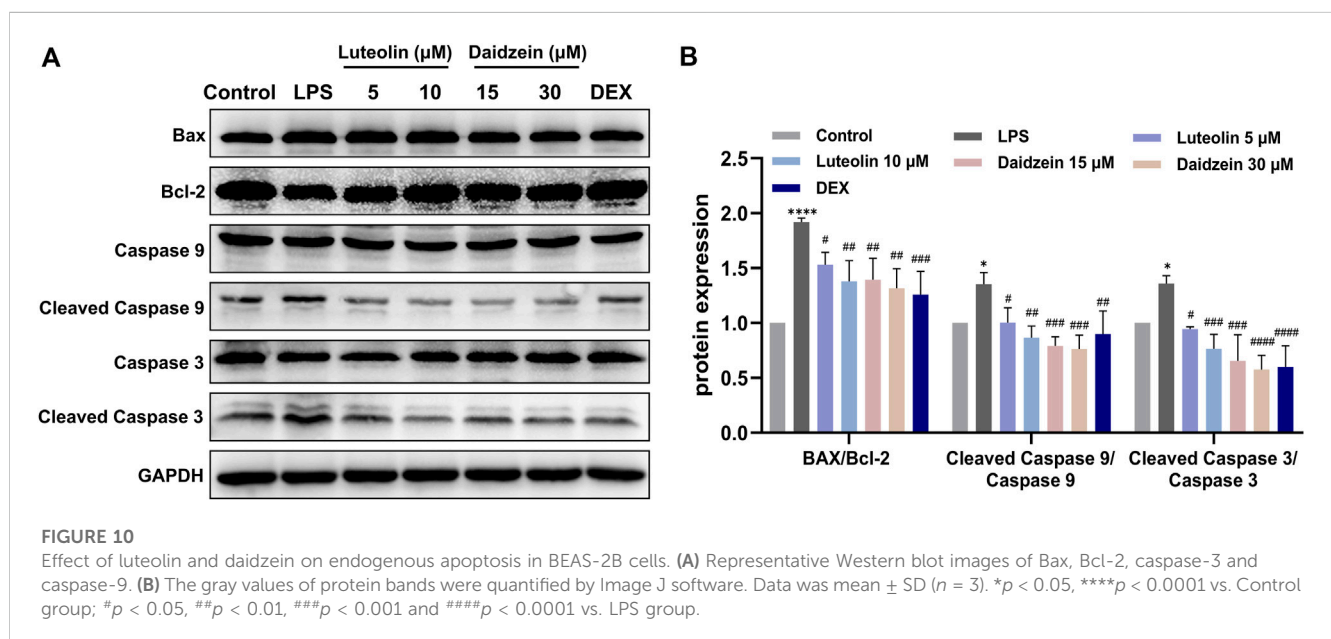 A
Luteolin (µM) Daidzein (µM)
Control LPS 5 10 15 30 DEX
Bax
Bcl-2
Caspase 9
Cleaved Caspase 9
Caspase 3
Cleaved Caspase 3
GAPDH
B
Control LPS Luteolin 5 µM
Luteolin 10 µM Daidzein 15 µM Daidzein 30 µM
DEX
protein expression
2.5
2.0
1.5
1.0
0.5
0.0
**** # ## ## ## ###
* # ## ### ### ##
* # ### ### #### ####
BAX/Bcl-2
Cleaved Caspase 9/
Caspase 9
Cleaved Caspase 3/
Caspase 3
FIGURE 10
Effect of luteolin and daidzein on endogenous apoptosis in BEAS-2B cells. (A) Representative Western blot images of Bax, Bcl-2, caspase-3 and
caspase-9. (B) The gray values of protein bands were quantified by Image J software. Data was mean ± SD (n = 3). *p < 0.05, ****p < 0.0001 vs. Control
group; #p < 0.05, ##p < 0.01, ###p < 0.001 and ####p < 0.0001 vs. LPS group.